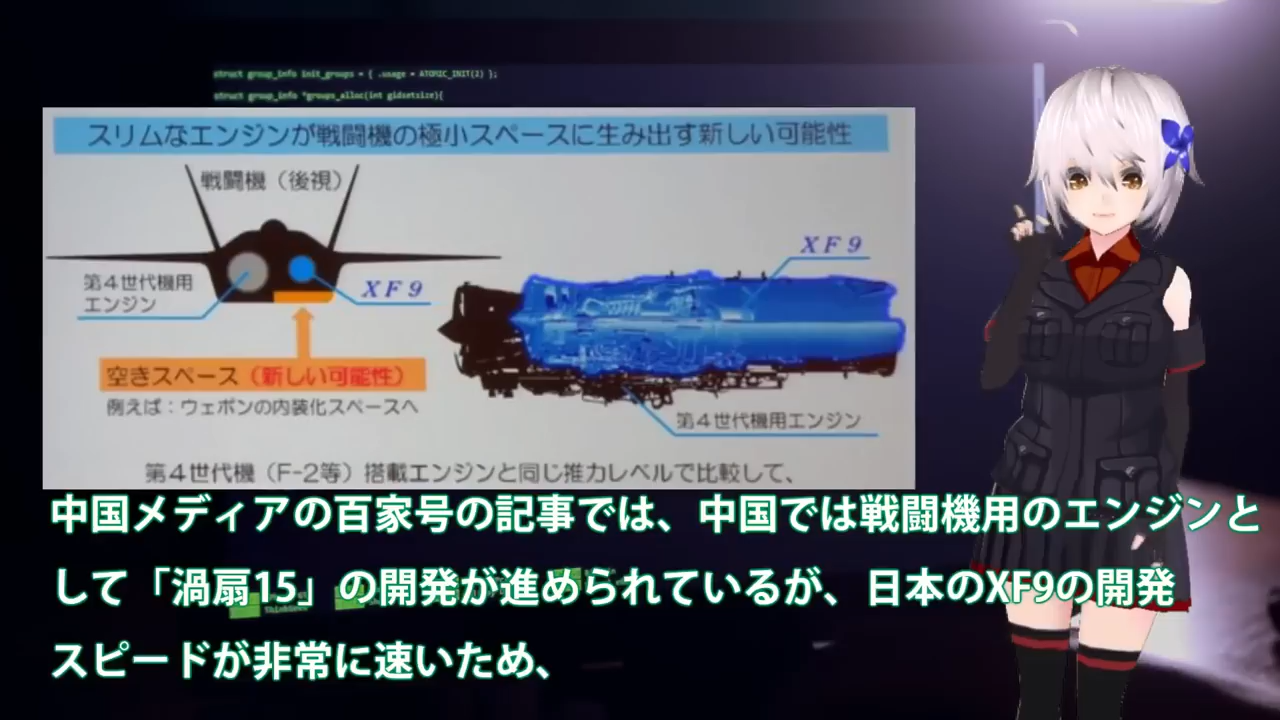 struct group_info init_groups = { .usage = ATOMIC_INIT(2) };
struct group_info *groups_alloc(int gidsetsize){
スリムなエンジンが戦闘機の極小スペースに生み出す新しい可能性
戦闘機（後視）
XF9
第4世代機用
エンジン
XF9
空きスペース（新しい可能性）
例えば：ウェポンの内装化スペースへ
第4世代機用エンジン
第4世代機（F-2等）搭載エンジンと同じ推力レベルで比較して、
中国メディアの百家号の記事では、中国では戦闘機用のエンジンと
して「渦扇15」の開発が進められているが、日本のXF9の開発
スピードが非常に速いため、